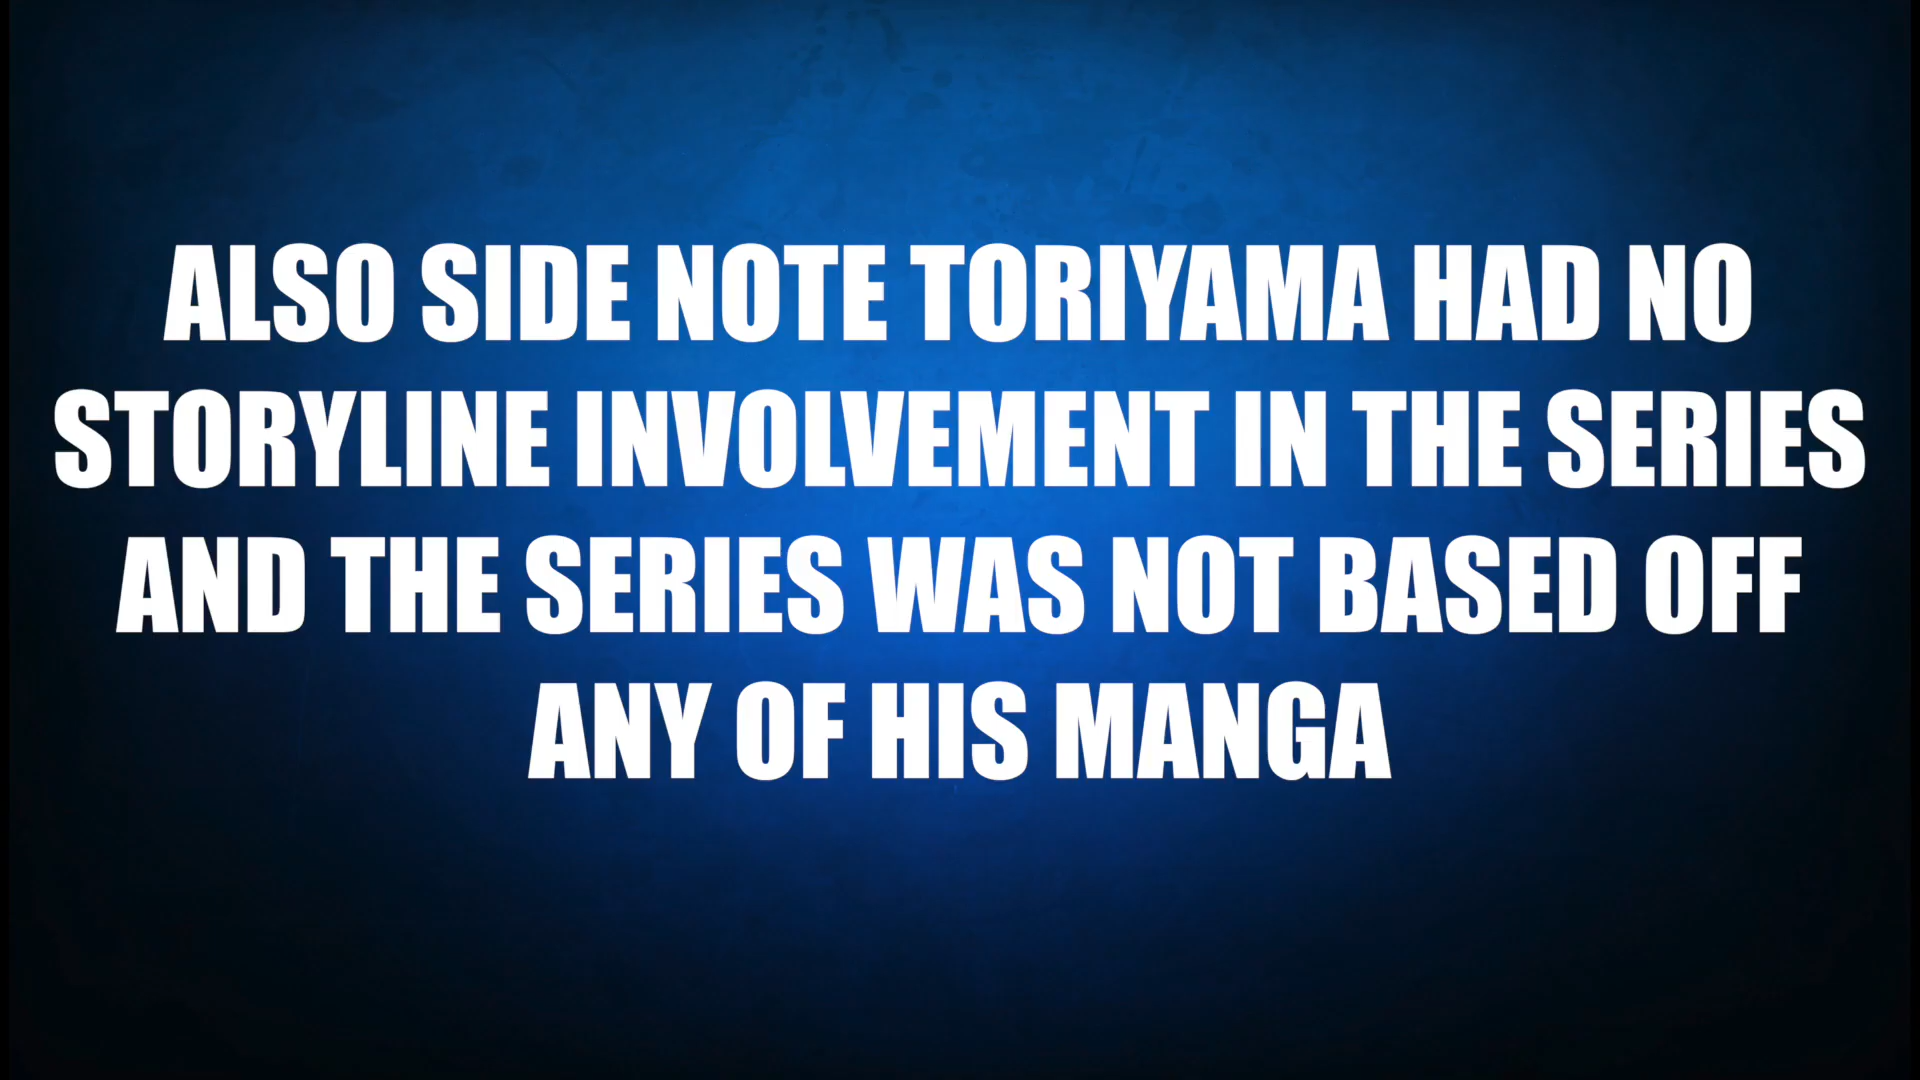 ALSO SIDE NOTE TORIYAMA HAD NO
STORYLINE INVOLVEMENT IN THE SERIES
AND THE SERIES WAS NOT BASED OFF
ANY OF HIS MANGA